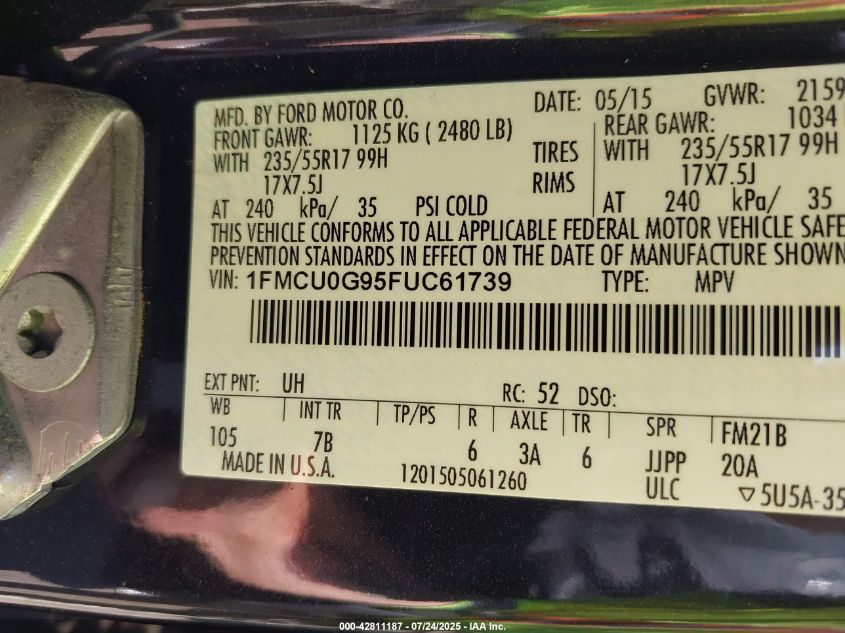 MFD. BY FORD MOTOR CO. DATE: 05/15 GVWR: 2159
FRONT GAWR: 1125 KG ( 2480 LB) REAR GAWR: 1034
WITH 235/55R17 99H TIRES WITH 235/55R17 99H
17X7.5J RIMS 17X7.5J
AT 240 kPa/ 35 PSI COLD AT 240 kPa/ 35
THIS VEHICLE CONFORMS TO ALL APPLICABLE FEDERAL MOTOR VEHICLE SAFE
PREVENTION STANDARDS IN EFFECT ON THE DATE OF MANUFACTURE SHOWN
VIN: 1FMCU0G95FUC61739 TYPE: MPV
EXT PNT: UH RC: 52 DSO:
WB INT TR TP/PS R AXLE TR SPR FM21B
105 7B 6 3A 6 JJPP 20A
MADE IN U.S.A. 1201505061260 ULC ▽5U5A-35
000-42811187 - 07/24/2025 - IAA Inc.